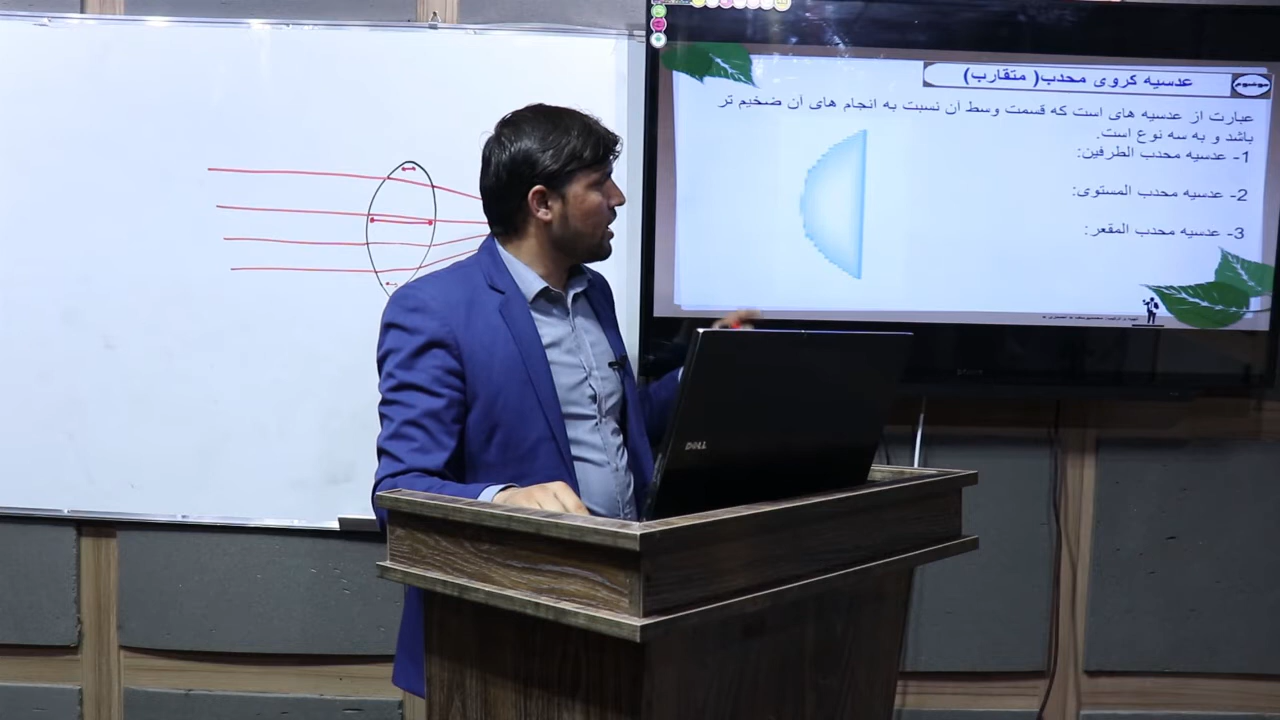 موضوع
عدسیه کروی محدب( متقارب)
عبارت از عدسیه های است که قسمت وسط آن نسبت به انجام های آن ضخیم تر
باشد و به سه نوع است.
1- عدسیه محدب الطرفین:
2- عدسیه محدب المستوی:
3- عدسیه محدب المقعر:
DELL